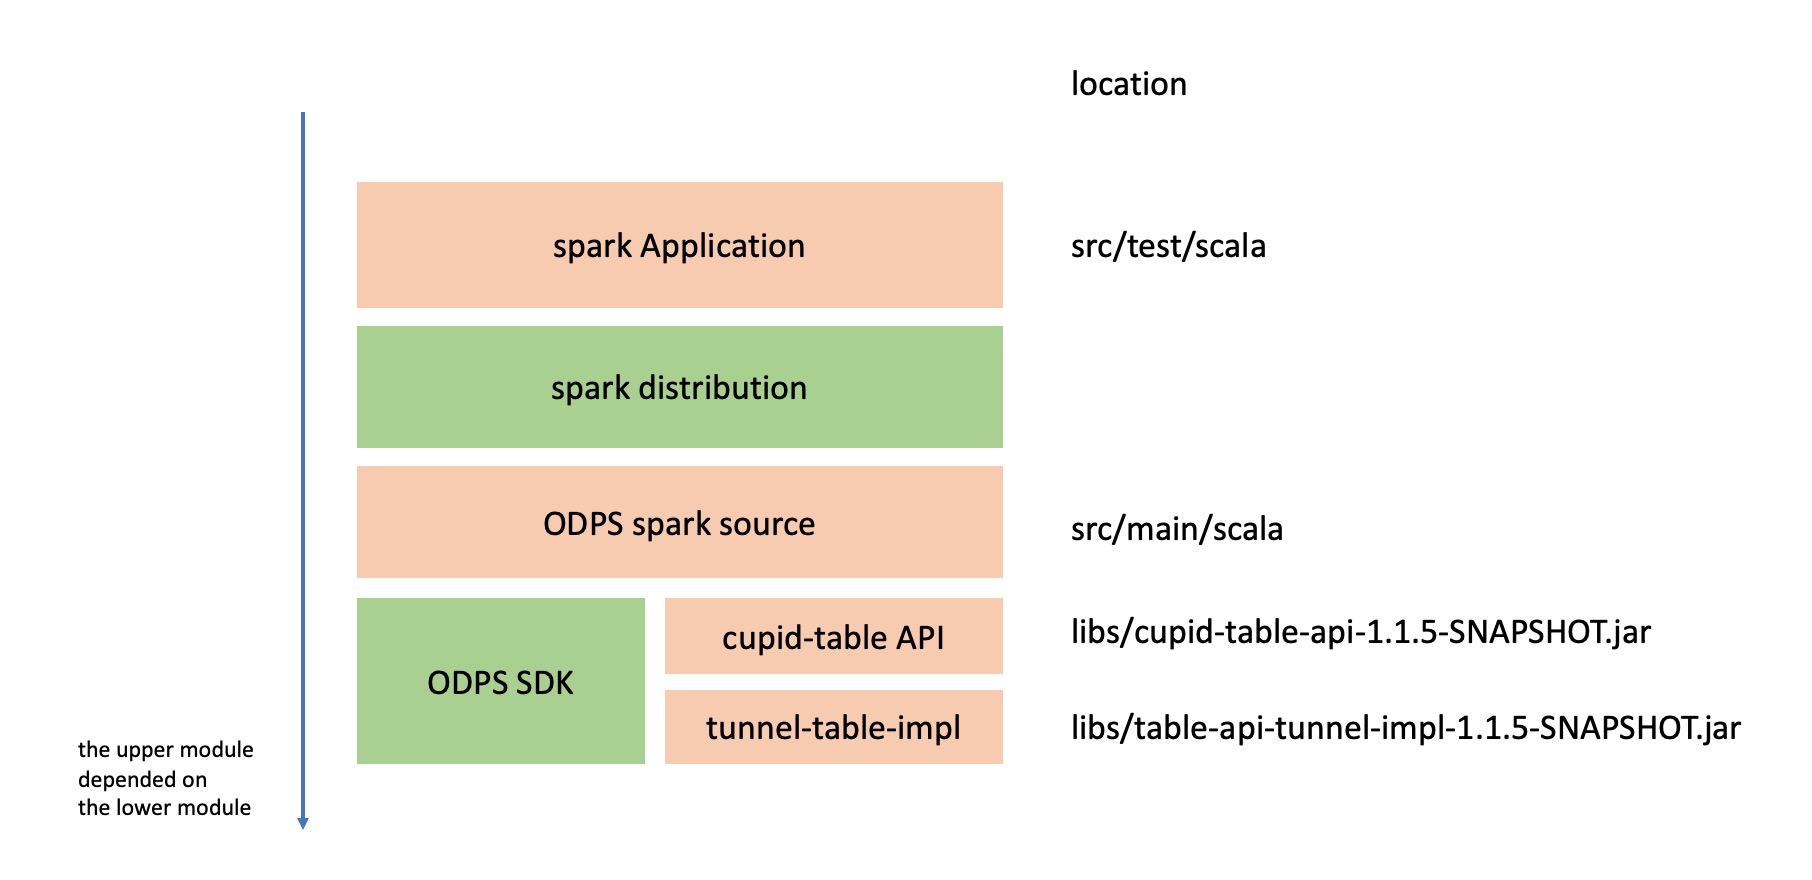 location
spark Application
src/test/scala
spark distribution
ODPS spark source
src/main/scala
ODPS SDK
cupid-table API
libs/cupid-table-api-1.1.5-SNAPSHOT.jar
tunnel-table-impl
libs/table-api-tunnel-impl-1.1.5-SNAPSHOT.jar
the upper module
depended on
the lower module